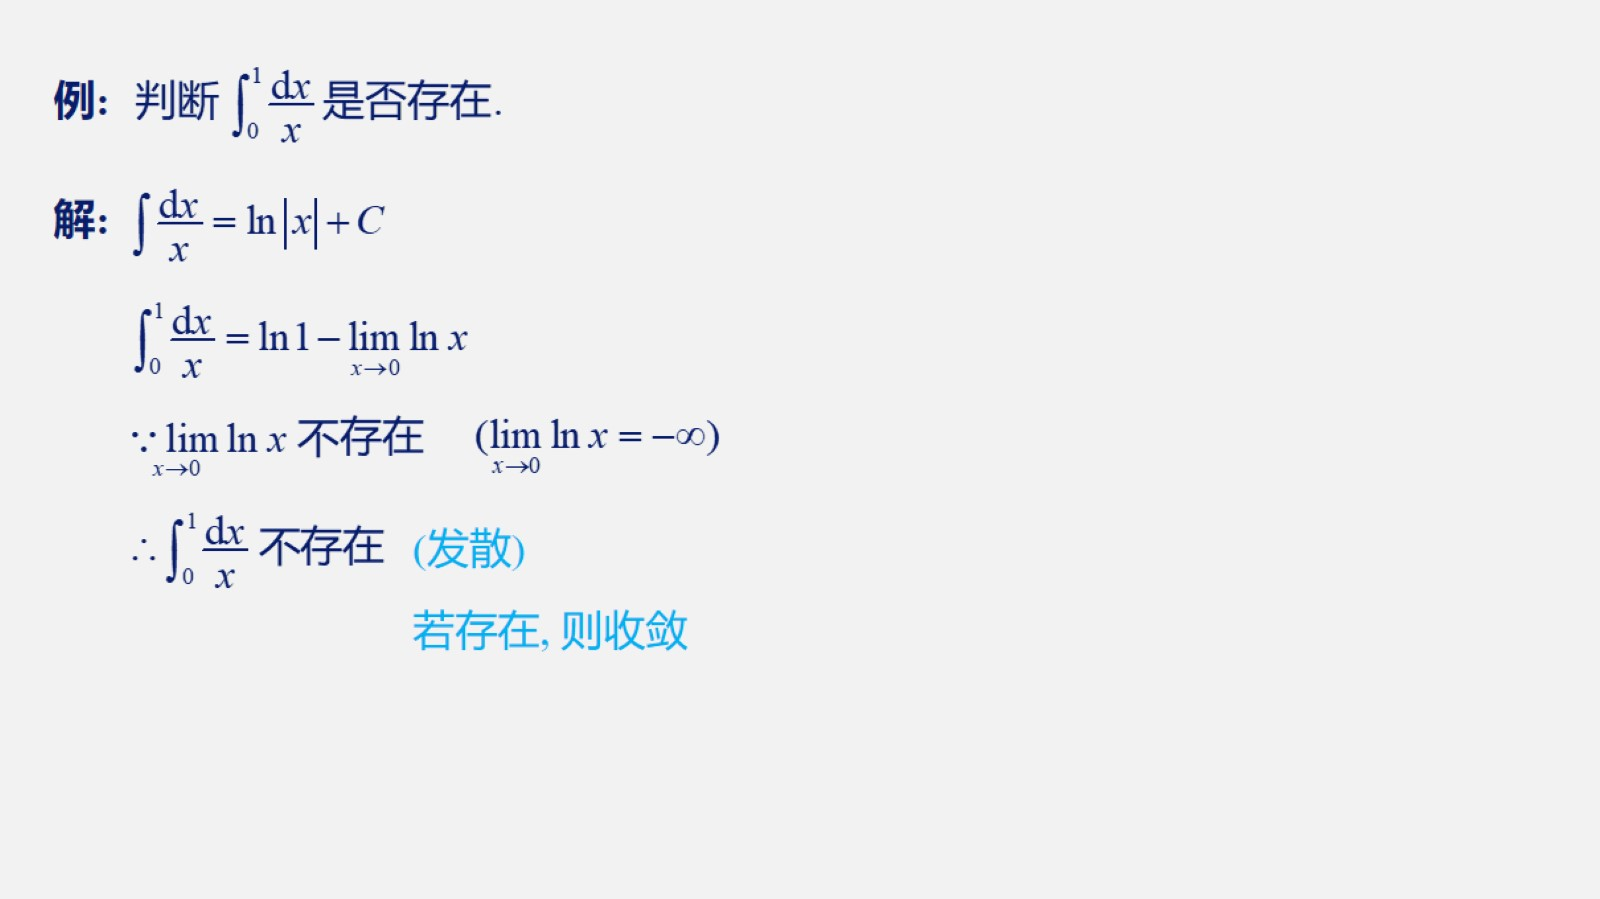 例: 判断 ∫₀¹ dx/x 是否存在.
解: ∫ dx/x = ln|x| + C
∫₀¹ dx/x = ln1 − lim_{x→0} ln x
∵ lim_{x→0} ln x 不存在 (lim_{x→0} ln x = −∞)
∴ ∫₀¹ dx/x 不存在 (发散)
若存在, 则收敛